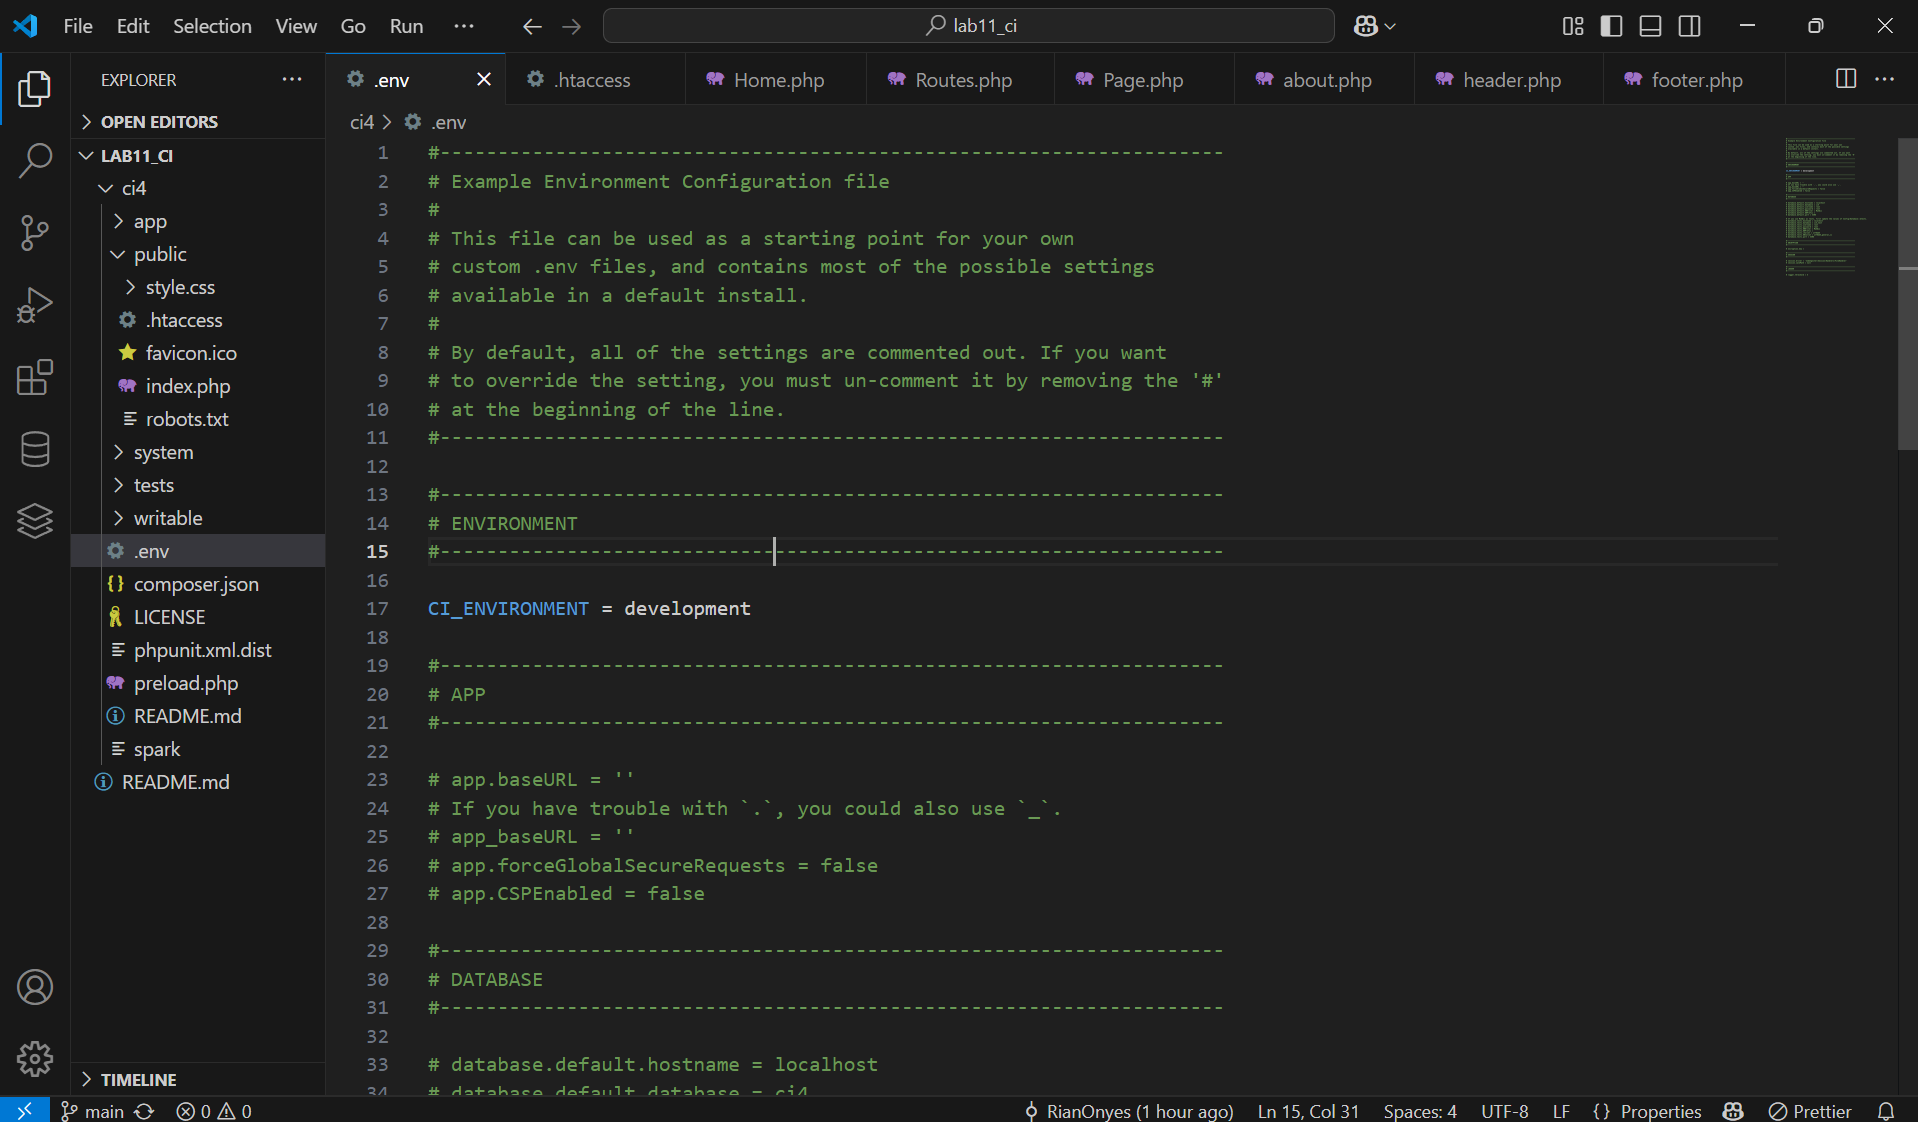 File Edit Selection View Go Run ··· lab11_ci
EXPLORER ···
OPEN EDITORS
LAB11_CI
ci4
app
public
style.css
.htaccess
favicon.ico
index.php
robots.txt
system
tests
writable
.env
composer.json
LICENSE
phpunit.xml.dist
preload.php
README.md
spark
README.md
TIMELINE
.env .htaccess Home.php Routes.php Page.php about.php header.php footer.php ···
ci4 > .env
1 #--------------------------------------------------------------------
2 # Example Environment Configuration file
3 #
4 # This file can be used as a starting point for your own
5 # custom .env files, and contains most of the possible settings
6 # available in a default install.
7 #
8 # By default, all of the settings are commented out. If you want
9 # to override the setting, you must un-comment it by removing the '#'
10 # at the beginning of the line.
11 #--------------------------------------------------------------------
12
13 #--------------------------------------------------------------------
14 # ENVIRONMENT
15 #--------------------------------------------------------------------
16
17 CI_ENVIRONMENT = development
18
19 #--------------------------------------------------------------------
20 # APP
21 #--------------------------------------------------------------------
22
23 # app.baseURL = ''
24 # If you have trouble with `.`, you could also use `_`.
25 # app_baseURL = ''
26 # app.forceGlobalSecureRequests = false
27 # app.CSPEnabled = false
28
29 #--------------------------------------------------------------------
30 # DATABASE
31 #--------------------------------------------------------------------
32
33 # database.default.hostname = localhost
34 # database.default.database = ci4
main 0 0 RianOnyes (1 hour ago) Ln 15, Col 31 Spaces: 4 UTF-8 LF {} Properties Prettier